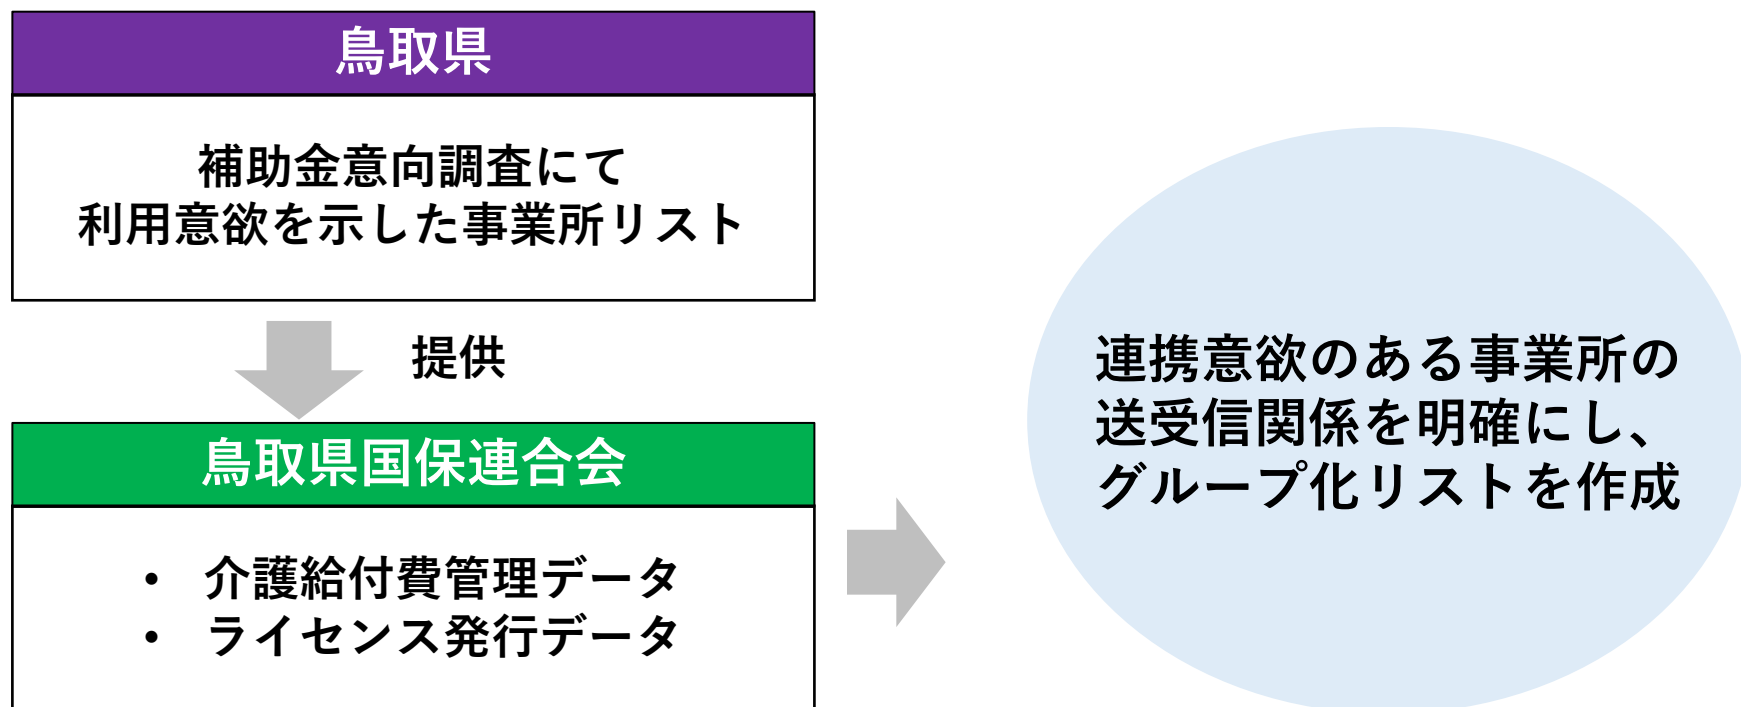 鳥取県
補助金意向調査にて
利用意欲を示した事業所リスト
提供
鳥取県国保連合会
• 介護給付費管理データ
• ライセンス発行データ
連携意欲のある事業所の
送受信関係を明確にし、
グループ化リストを作成